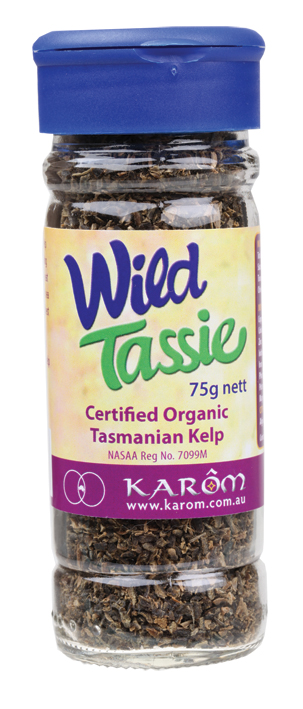 Wild
Tassie
75g nett
Certified Organic
Tasmanian Kelp
NASAA Reg No. 7099M
KARÔM
www.karom.com.au